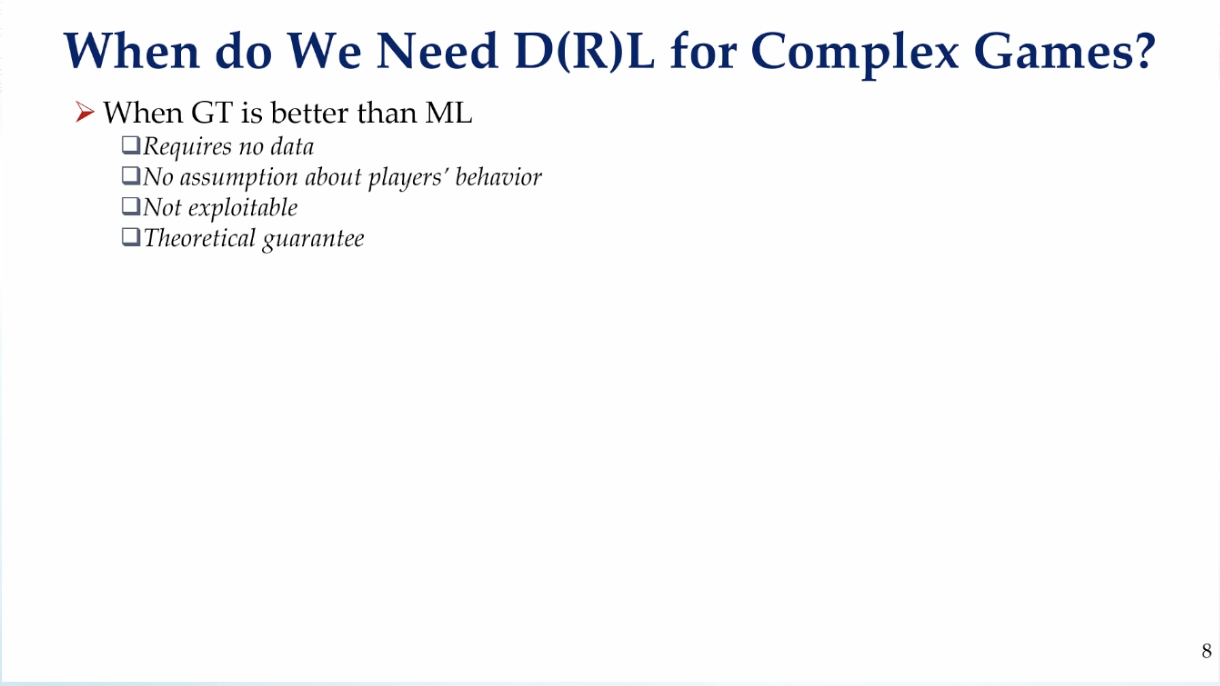 When do We Need D(R)L for Complex Games?
When GT is better than ML
Requires no data
No assumption about players’ behavior
Not exploitable
Theoretical guarantee
8